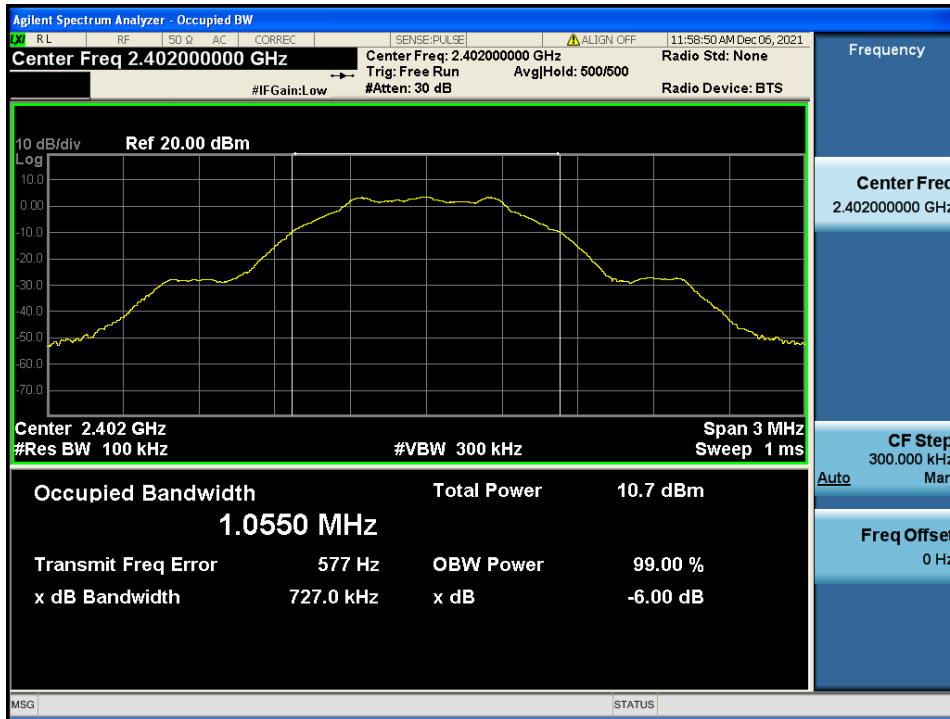 Agilent Spectrum Analyzer - Occupied BW
LXI RL RF 50 Ω AC CORREC SENSE:PULSE ALIGN OFF 11:58:50 AM Dec 06, 2021
Center Freq 2.402000000 GHz
Center Freq: 2.402000000 GHz Radio Std: None
Trig: Free Run Avg|Hold: 500/500
#IFGain:Low #Atten: 30 dB Radio Device: BTS
10 dB/div Ref 20.00 dBm
Log
10.0
0.00
-10.0
-20.0
-30.0
-40.0
-50.0
-60.0
-70.0
Center 2.402 GHz Span 3 MHz
#Res BW 100 kHz #VBW 300 kHz Sweep 1 ms
Occupied Bandwidth Total Power 10.7 dBm
1.0550 MHz
Transmit Freq Error 577 Hz OBW Power 99.00 %
x dB Bandwidth 727.0 kHz x dB -6.00 dB
Frequency
Center Freq
2.402000000 GHz
CF Step
300.000 kHz
Auto Man
Freq Offset
0 Hz
MSG STATUS